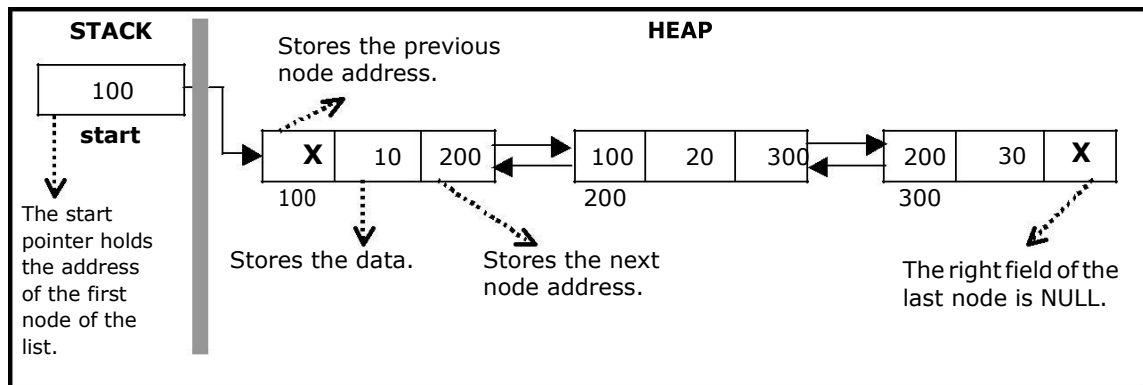 STACK
HEAP
Stores the previous
node address.
100
start
X 10 200
100 20 300
200 30 X
100
200
300
The start
pointer holds
the address
of the first
node of the
list.
Stores the data.
Stores the next
node address.
The right field of the
last node is NULL.